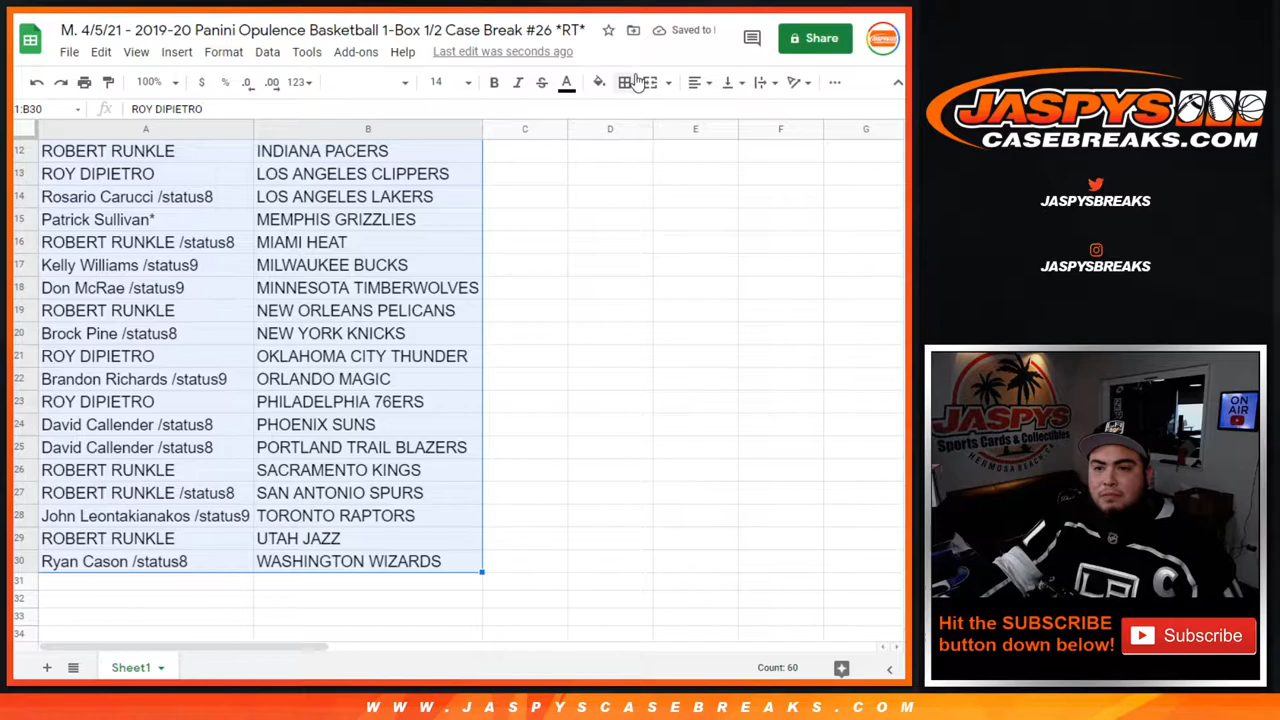 M. 4/5/21 - 2019-20 Panini Opulence Basketball 1-Box 1/2 Case Break #26 *RT*
Saved to
Share
File Edit View Insert Format Data Tools Add-ons Help Last edit was seconds ago
100% $ % .0 .00 123 14 B I S A
1:B30 fx ROY DIPIETRO
A B C D E F G
12 ROBERT RUNKLE INDIANA PACERS
13 ROY DIPIETRO LOS ANGELES CLIPPERS
14 Rosario Carucci /status8 LOS ANGELES LAKERS
15 Patrick Sullivan* MEMPHIS GRIZZLIES
16 ROBERT RUNKLE /status8 MIAMI HEAT
17 Kelly Williams /status9 MILWAUKEE BUCKS
18 Don McRae /status9 MINNESOTA TIMBERWOLVES
19 ROBERT RUNKLE NEW ORLEANS PELICANS
20 Brock Pine /status8 NEW YORK KNICKS
21 ROY DIPIETRO OKLAHOMA CITY THUNDER
22 Brandon Richards /status9 ORLANDO MAGIC
23 ROY DIPIETRO PHILADELPHIA 76ERS
24 David Callender /status8 PHOENIX SUNS
25 David Callender /status8 PORTLAND TRAIL BLAZERS
26 ROBERT RUNKLE SACRAMENTO KINGS
27 ROBERT RUNKLE /status8 SAN ANTONIO SPURS
28 John Leontakianakos /status9 TORONTO RAPTORS
29 ROBERT RUNKLE UTAH JAZZ
30 Ryan Cason /status8 WASHINGTON WIZARDS
31
32
33
34
Sheet1
Count: 60
JASPYS
CASEBREAKS.COM
JASPYSBREAKS
JASPYSBREAKS
JASPYS
Sports Cards & Collectibles
HERMOSA BEACH, CA
ON
AIR
LA
C
Hit the SUBSCRIBE
button down below!
Subscribe
WWW.JASPYSCASEBREAKS.COM